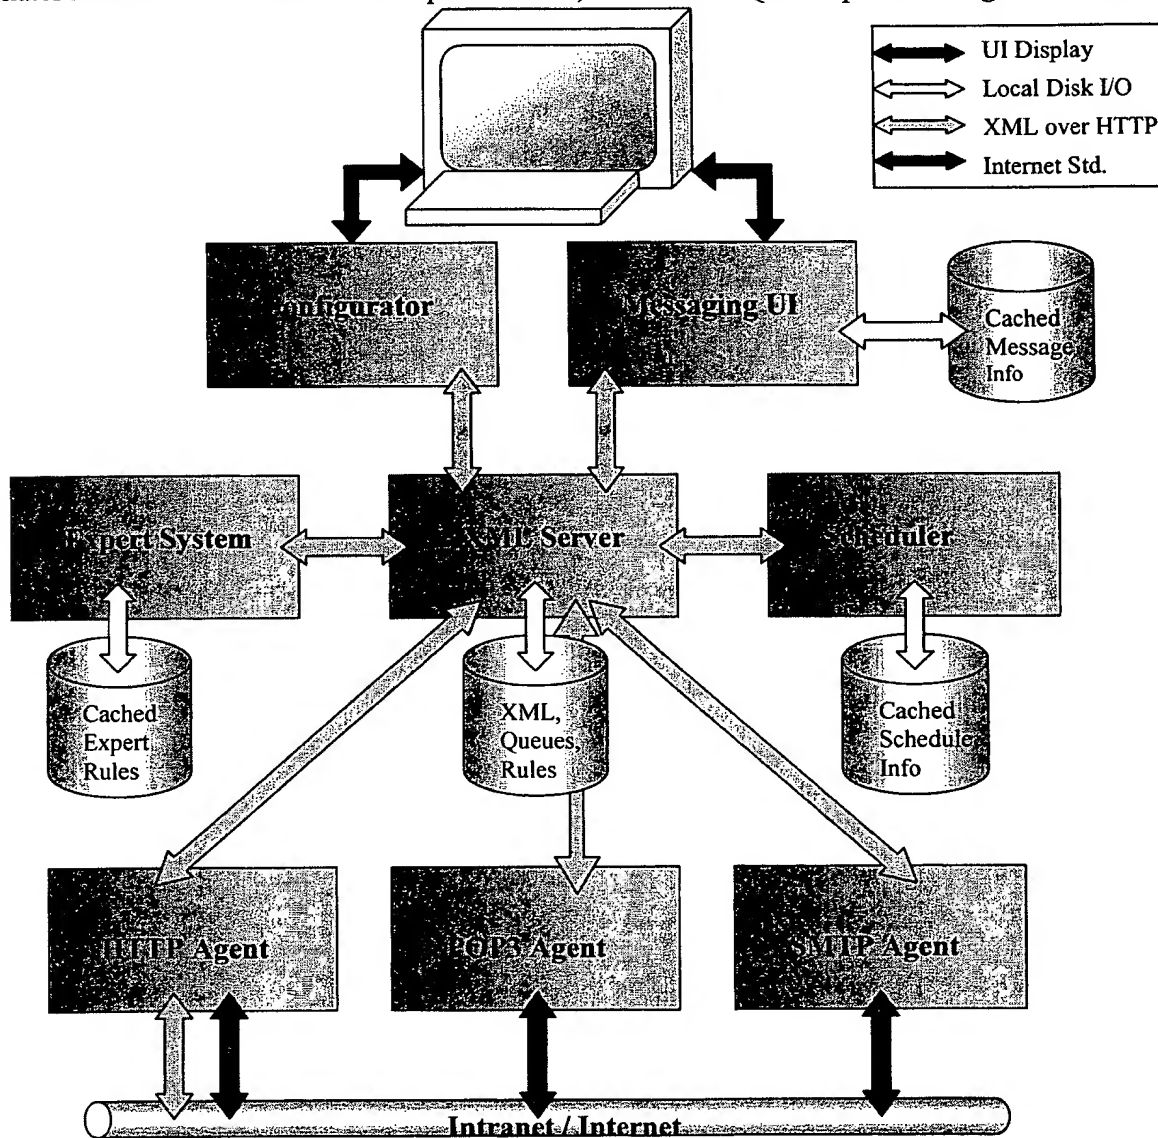 UI Display
Local Disk I/O
XML over HTTP
Internet Std.
Configurator
Messaging UI
Cached
Message
Info
Expert System
XML Server
Scheduler
Cached
Expert
Rules
XML,
Queues,
Rules
Cached
Schedule
Info
HTTP Agent
POP3 Agent
SMTP Agent
Intranet / Internet